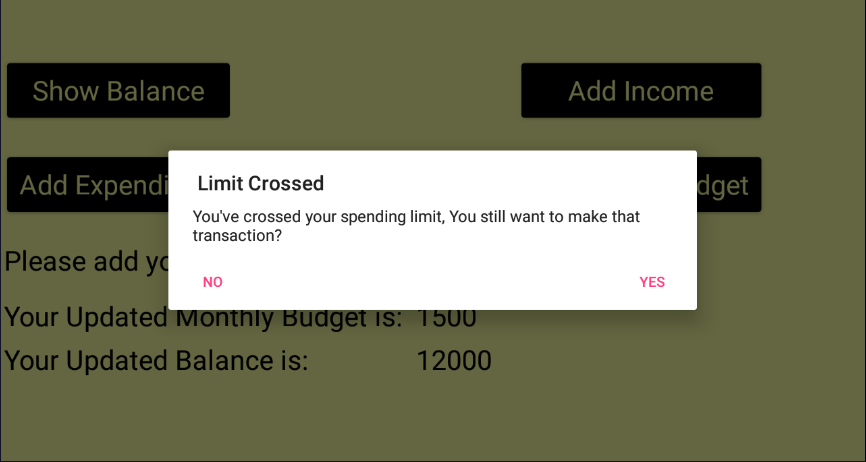 Show Balance
Add Income
Add Expendi
dget
Limit Crossed
You've crossed your spending limit, You still want to make that
transaction?
NO
YES
Please add yo
Your Updated Monthly Budget is: 1500
Your Updated Balance is: 12000